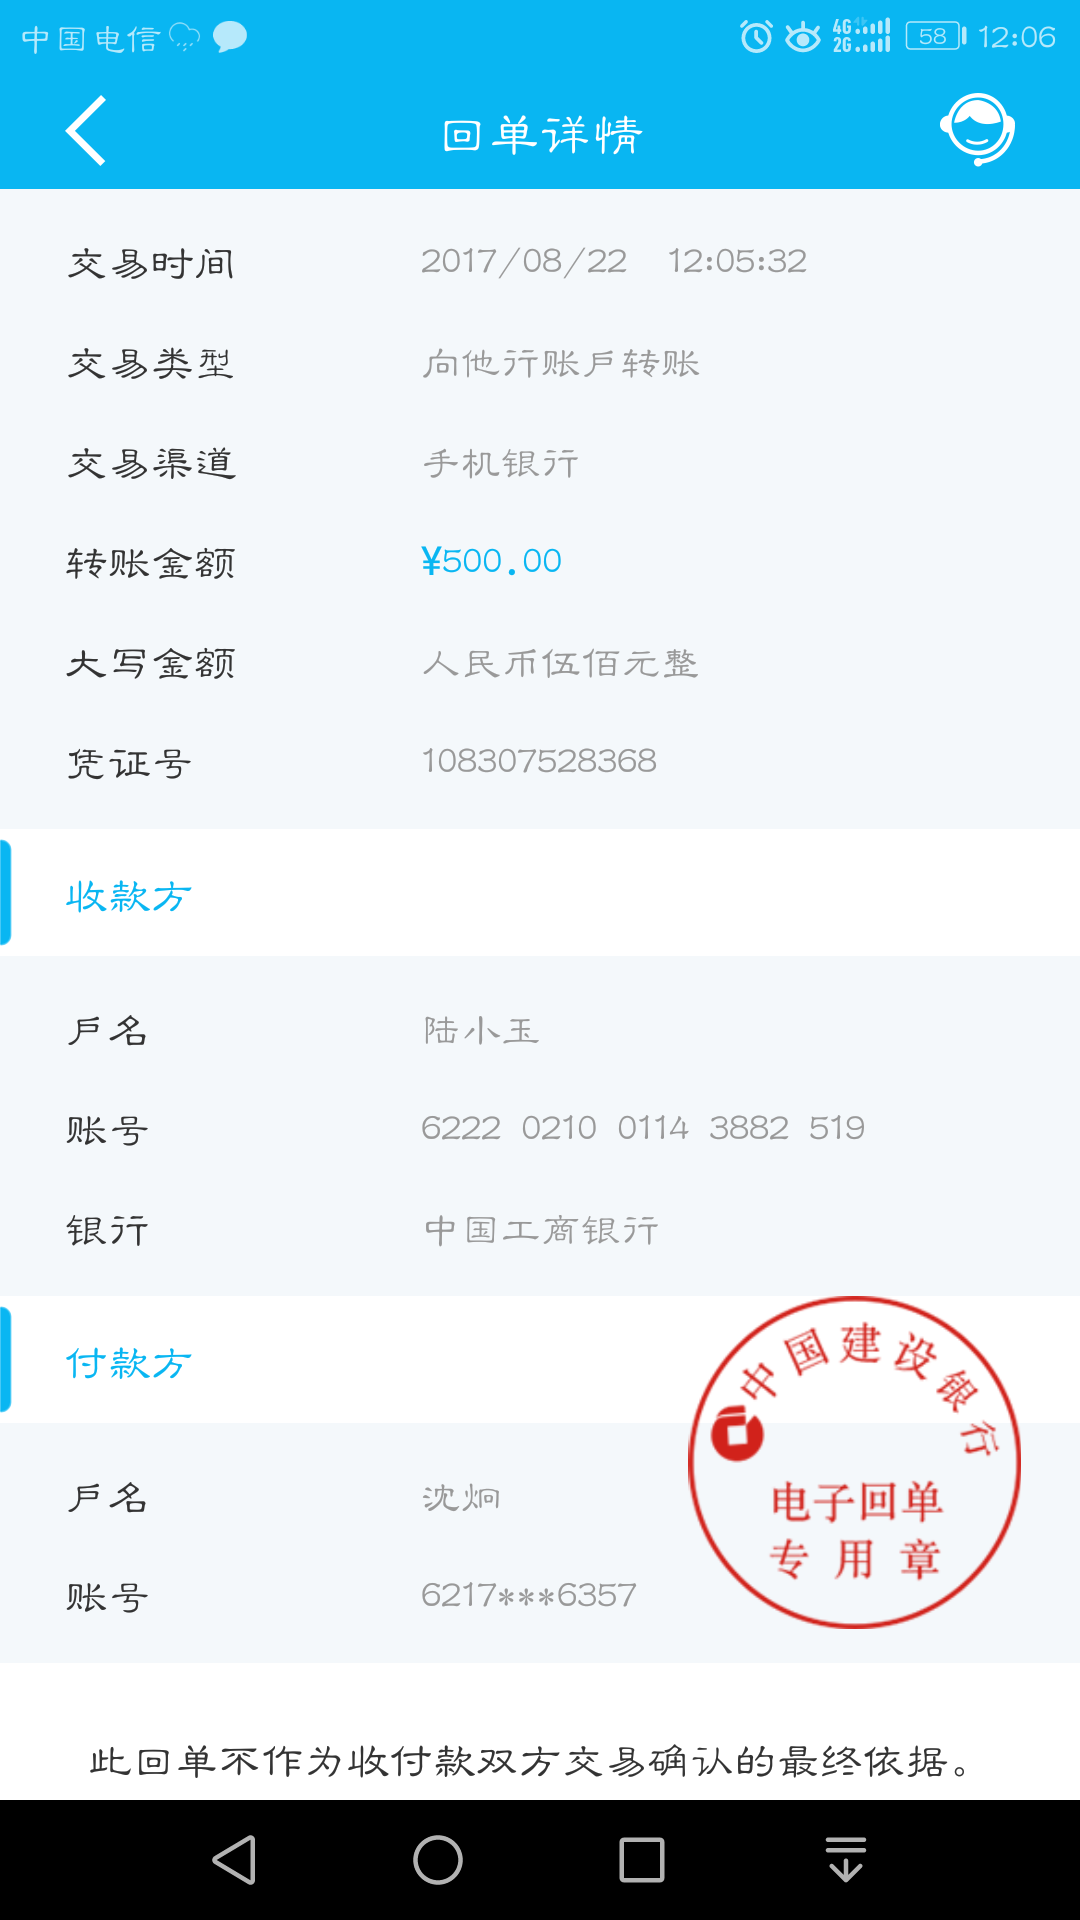 中国电信 4G 2G 58 12:06
回单详情
交易时间 2017/08/22 12:05:32
交易类型 向他行账户转账
交易渠道 手机银行
转账金额 ¥500.00
大写金额 人民币伍佰元整
凭证号 108307528368
收款方
户名 陆小玉
账号 6222 0210 0114 3882 519
银行 中国工商银行
付款方
中国建设银行
户名 沈炯
电子回单
专用章
账号 6217***6357
此回单不作为收付款双方交易确认的最终依据。